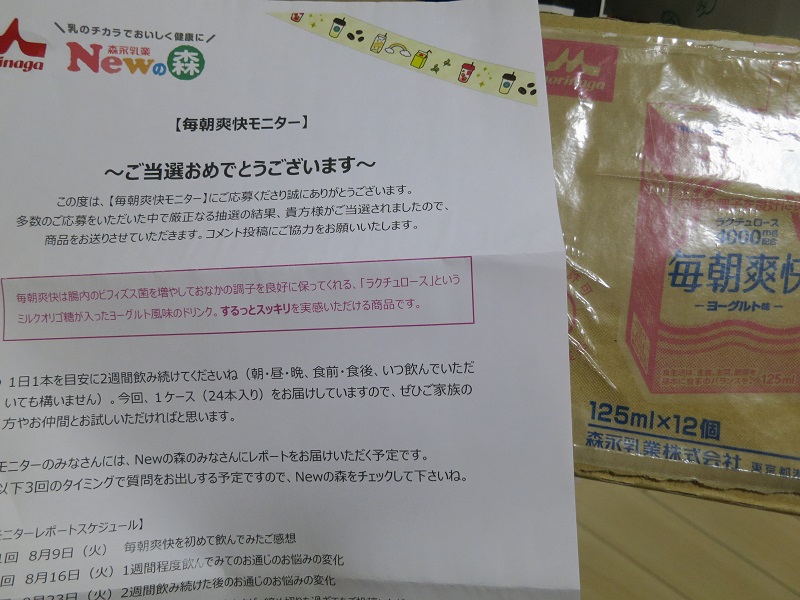 乳のチカラでおいしく健康に
森永乳業
Newの森
inaga
【毎朝爽快モニター】
～ご当選おめでとうございます～
この度は、【毎朝爽快モニター】にご応募くださり誠にありがとうございます。
多数のご応募をいただいた中で厳正なる抽選の結果、貴方様がご当選されましたので、
商品をお送りさせていただきます。コメント投稿にご協力をお願いいたします。
毎朝爽快は腸内のビフィズス菌を増やしておなかの調子を良好に保ってくれる、「ラクチュロース」という
ミルクオリゴ糖が入ったヨーグルト風味のドリンク。するっとスッキリを実感いただける商品です。
1日1本を目安に2週間飲み続けてくださいね（朝・昼・晩、食前・食後、いつ飲んでいただ
いても構いません）。今回、1ケース（24本入り）をお届けしていますので、ぜひご家族の
方やお仲間とお試しいただければと思います。
モニターのみなさんには、Newの森のみなさんにレポートをお届けいただく予定です。
以下3回のタイミングで質問をお出しする予定ですので、Newの森をチェックして下さいね。
ニターレポートスケジュール】
回 8月9日（火） 毎朝爽快を初めて飲んでみたご感想
回 8月16日（火）1週間程度飲んでみてのお通じのお悩みの変化
8月23日（火）2週間飲み続けた後のお通じのお悩みの変化
morinaga
ラクチュロース
4000mg
配合
毎朝爽快
ヨーグルト味
125ml
125ml×12個
森永乳業株式会社 東京都港